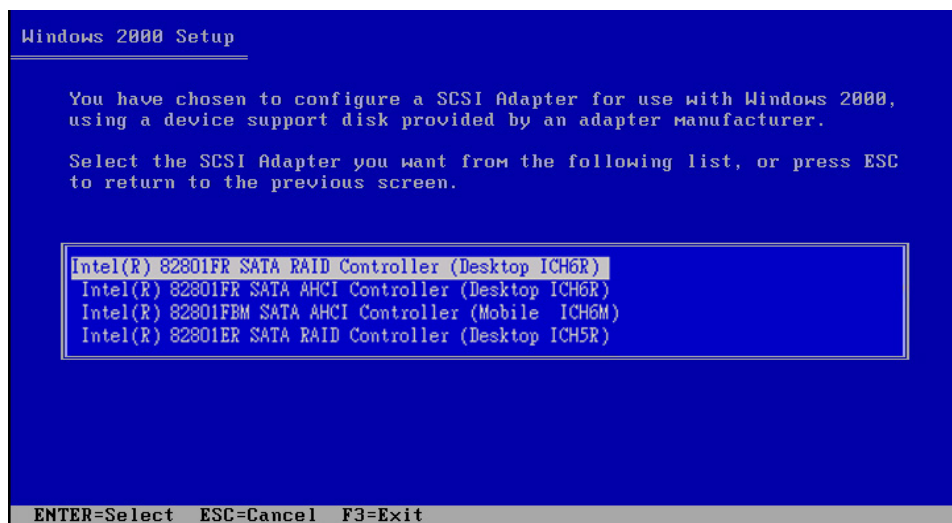 Windows 2000 Setup
You have chosen to configure a SCSI Adapter for use with Windows 2000,
using a device support disk provided by an adapter manufacturer.
Select the SCSI Adapter you want from the following list, or press ESC
to return to the previous screen.
Intel(R) 82801FR SATA RAID Controller (Desktop ICH6R)
Intel(R) 82801FR SATA AHCI Controller (Desktop ICH6R)
Intel(R) 82801FBM SATA AHCI Controller (Mobile  ICH6M)
Intel(R) 82801ER SATA RAID Controller (Desktop ICH5R)
ENTER=Select  ESC=Cancel  F3=Exit